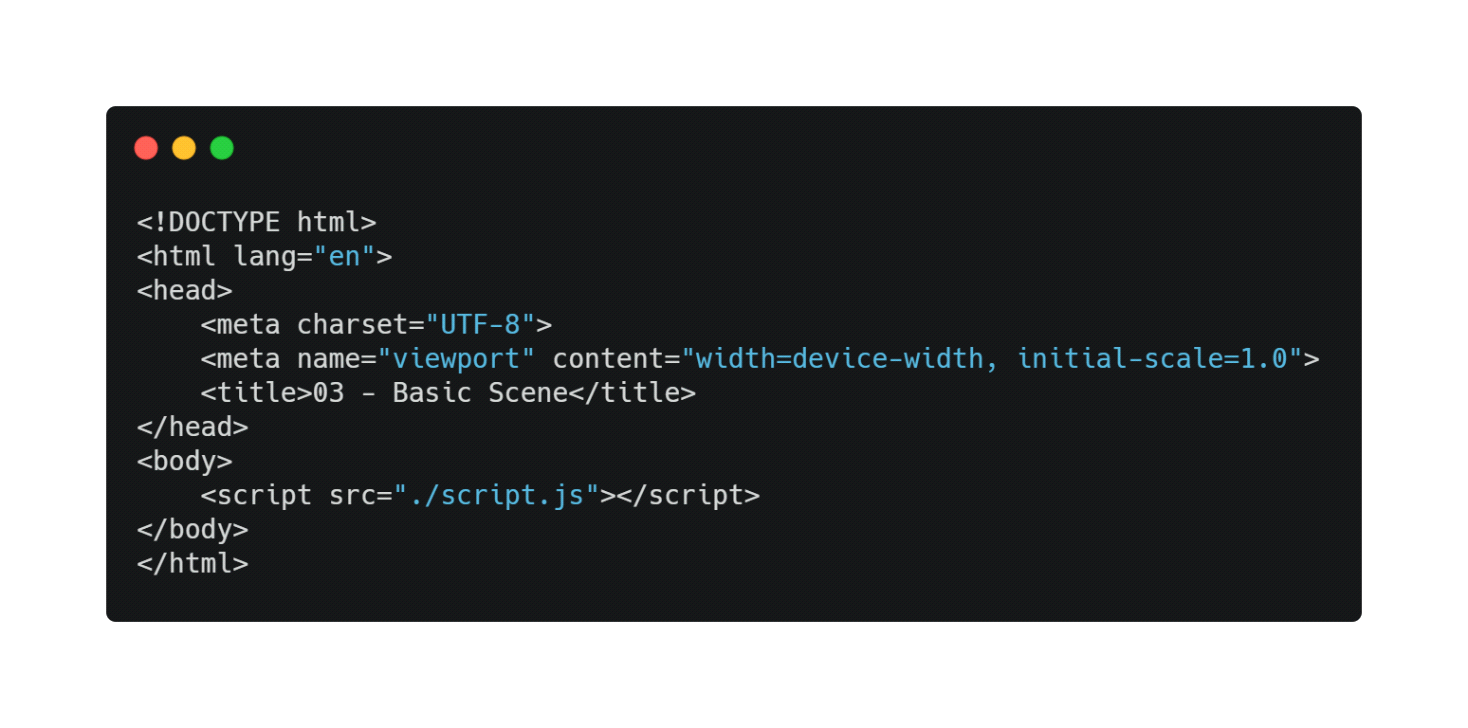 <!DOCTYPE html>
<html lang="en">
<head>
    <meta charset="UTF-8">
    <meta name="viewport" content="width=device-width, initial-scale=1.0">
    <title>03 - Basic Scene</title>
</head>
<body>
    <script src="./script.js"></script>
</body>
</html>